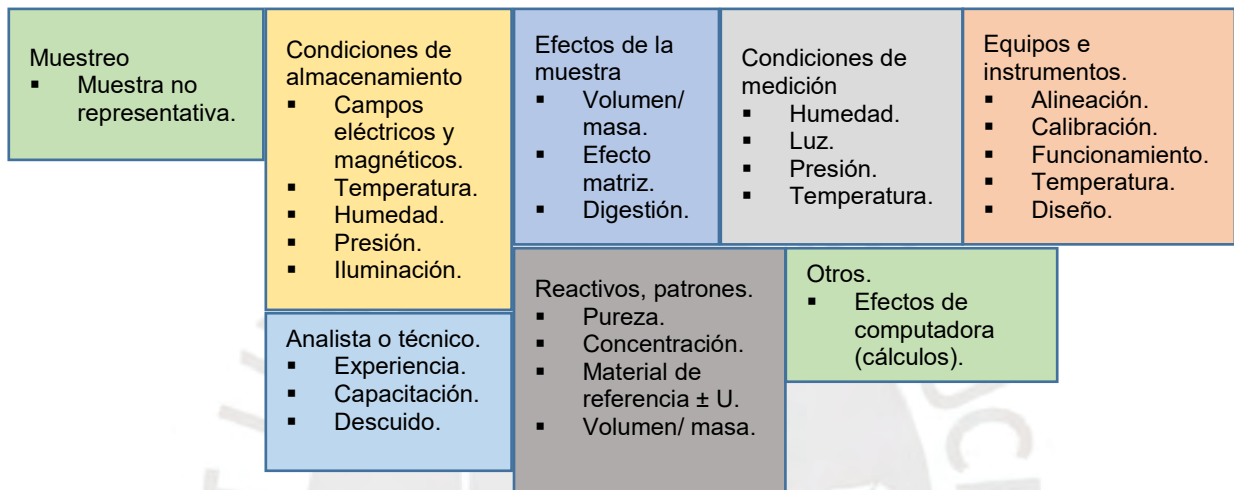 Muestreo
▪ Muestra no
representativa.
Condiciones de
almacenamiento
▪ Campos
eléctricos y
magnéticos.
▪ Temperatura.
▪ Humedad.
▪ Presión.
▪ Iluminación.
Efectos de la
muestra
▪ Volumen/
masa.
▪ Efecto
matriz.
▪ Digestión.
Condiciones de
medición
▪ Humedad.
▪ Luz.
▪ Presión.
▪ Temperatura.
Equipos e
instrumentos.
▪ Alineación.
▪ Calibración.
▪ Funcionamiento.
▪ Temperatura.
▪ Diseño.
Analista o técnico.
▪ Experiencia.
▪ Capacitación.
▪ Descuido.
Reactivos, patrones.
▪ Pureza.
▪ Concentración.
▪ Material de
referencia ± U.
▪ Volumen/ masa.
Otros.
▪ Efectos de
computadora
(cálculos).